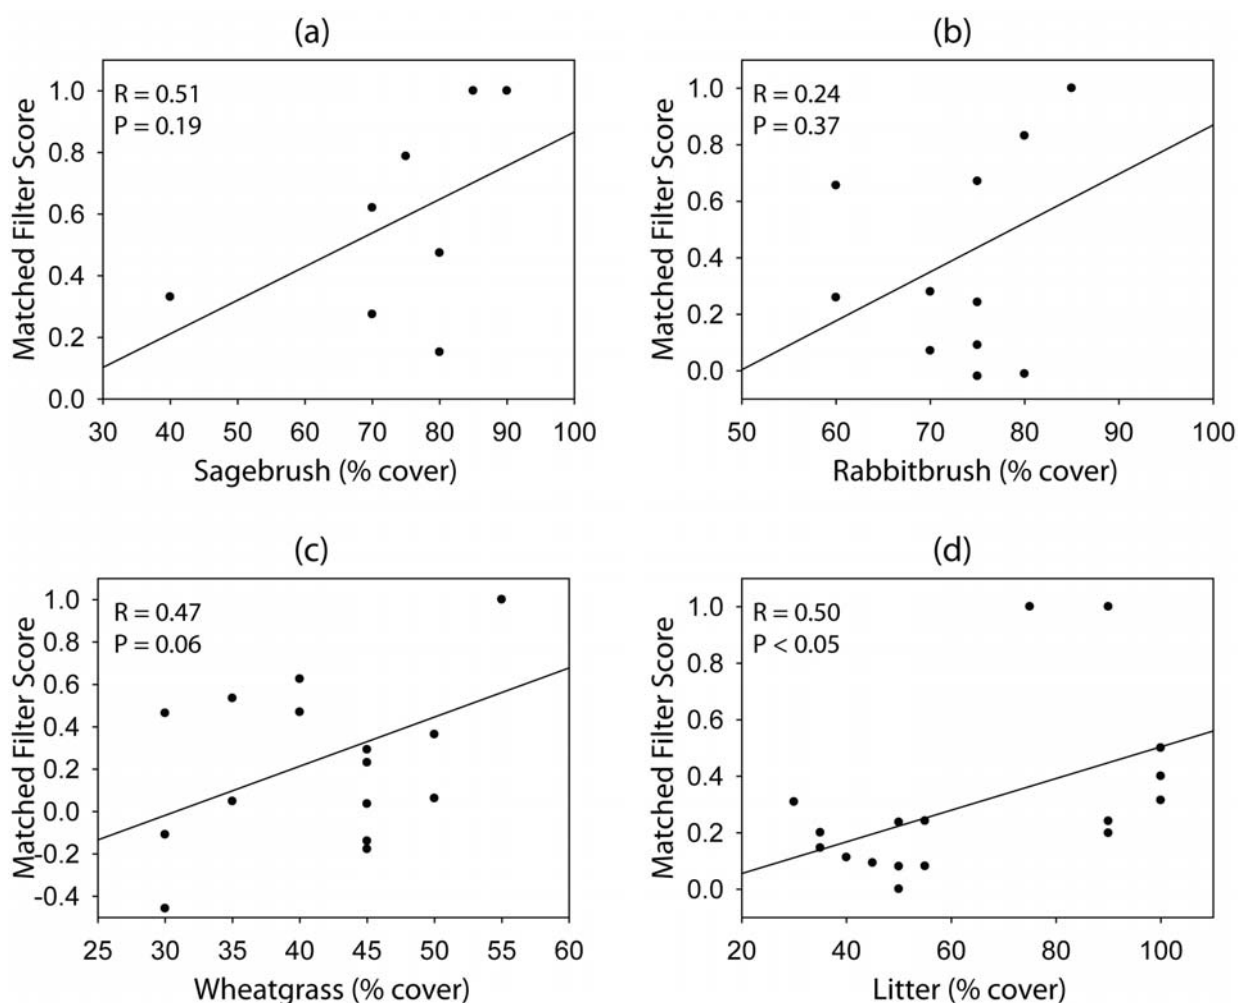 (a)
R = 0.51
P = 0.19
Matched Filter Score
1.0
0.8
0.6
0.4
0.2
0.0
30 40 50 60 70 80 90 100
Sagebrush (% cover)
(b)
R = 0.24
P = 0.37
Matched Filter Score
1.0
0.8
0.6
0.4
0.2
0.0
50 60 70 80 90 100
Rabbitbrush (% cover)
(c)
R = 0.47
P = 0.06
Matched Filter Score
1.0
0.8
0.6
0.4
0.2
0.0
-0.2
-0.4
25 30 35 40 45 50 55 60
Wheatgrass (% cover)
(d)
R = 0.50
P < 0.05
Matched Filter Score
1.0
0.8
0.6
0.4
0.2
0.0
20 40 60 80 100
Litter (% cover)